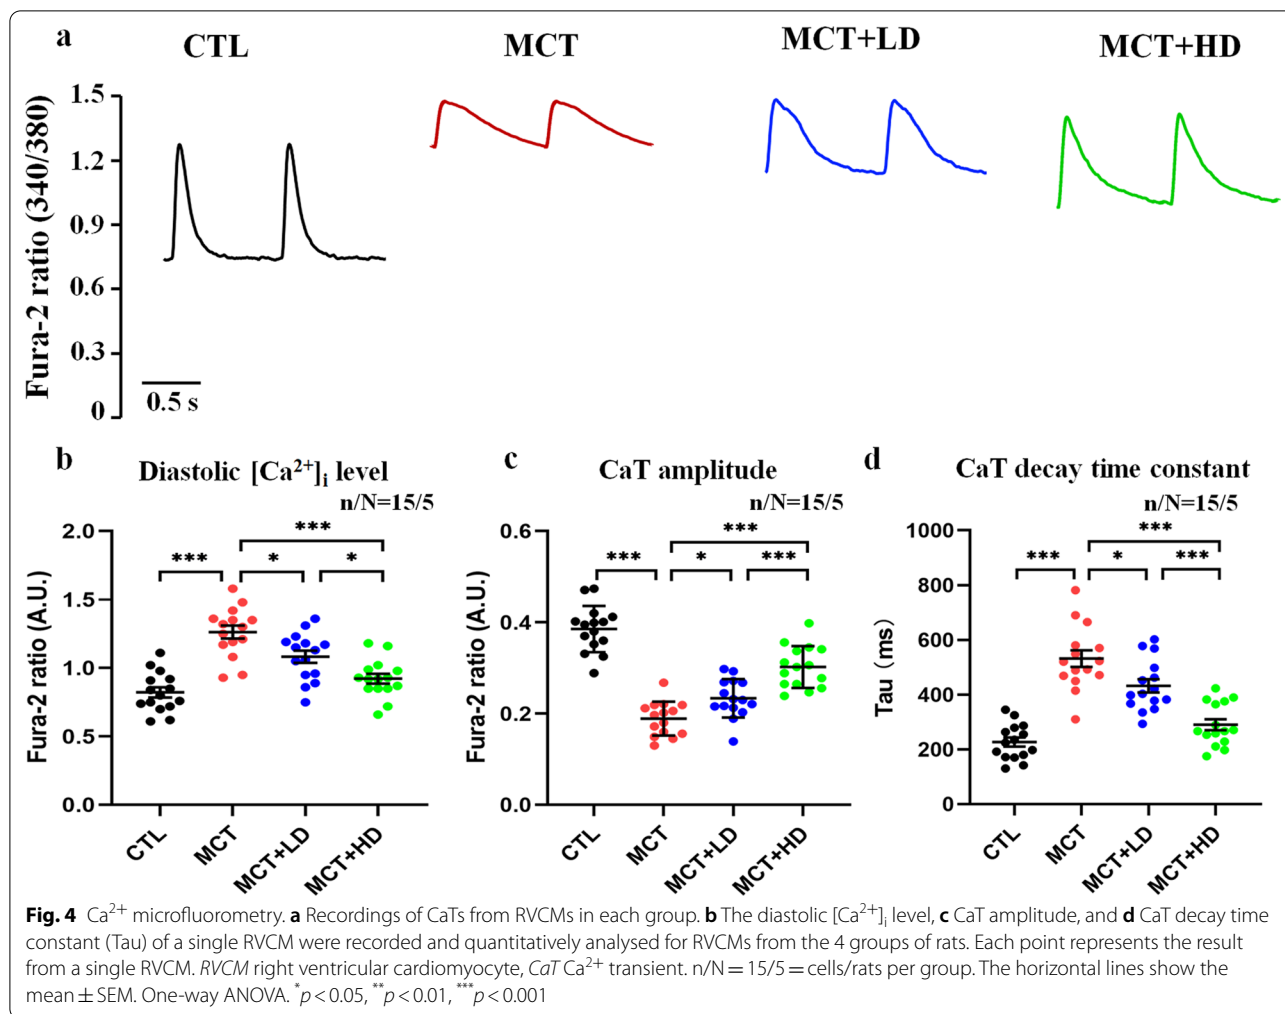 a
CTL
MCT
MCT+LD
MCT+HD
Fura-2 ratio (340/380)
1.5
1.2
0.9
0.6
0.3
0
0.5 s
b
Diastolic [Ca²⁺]ᵢ level
n/N=15/5
***
***
*
*
Fura-2 ratio (A.U.)
2.0
1.5
1.0
0.5
0.0
CTL
MCT
MCT+LD
MCT+HD
c
CaT amplitude
n/N=15/5
***
***
*
***
Fura-2 ratio (A.U.)
0.6
0.4
0.2
0.0
CTL
MCT
MCT+LD
MCT+HD
d
CaT decay time constant
n/N=15/5
***
***
*
***
Tau（ms）
1000
800
600
400
200
0
CTL
MCT
MCT+LD
MCT+HD
Fig. 4 Ca²⁺ microfluorometry. a Recordings of CaTs from RVCMs in each group. b The diastolic [Ca²⁺]ᵢ level, c CaT amplitude, and d CaT decay time
constant (Tau) of a single RVCM were recorded and quantitatively analysed for RVCMs from the 4 groups of rats. Each point represents the result
from a single RVCM. RVCM right ventricular cardiomyocyte, CaT Ca²⁺ transient. n/N = 15/5 = cells/rats per group. The horizontal lines show the
mean ± SEM. One-way ANOVA. *p < 0.05, **p < 0.01, ***p < 0.001